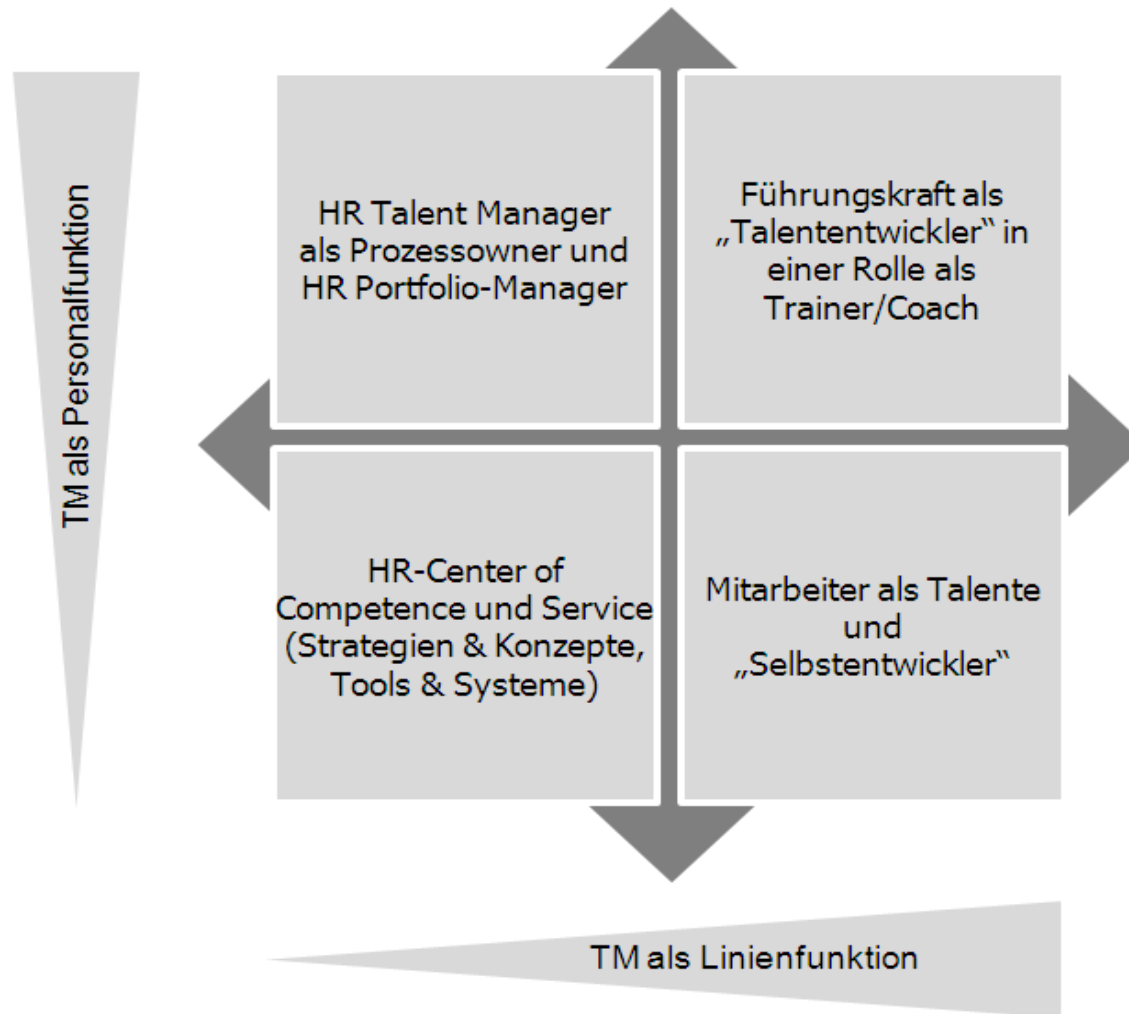 TM als Personalfunktion
HR Talent Manager
als Prozessowner und
HR Portfolio-Manager
Führungskraft als
„Talententwickler“ in
einer Rolle als
Trainer/Coach
HR-Center of
Competence und Service
(Strategien & Konzepte,
Tools & Systeme)
Mitarbeiter als Talente
und
„Selbstentwickler“
TM als Linienfunktion